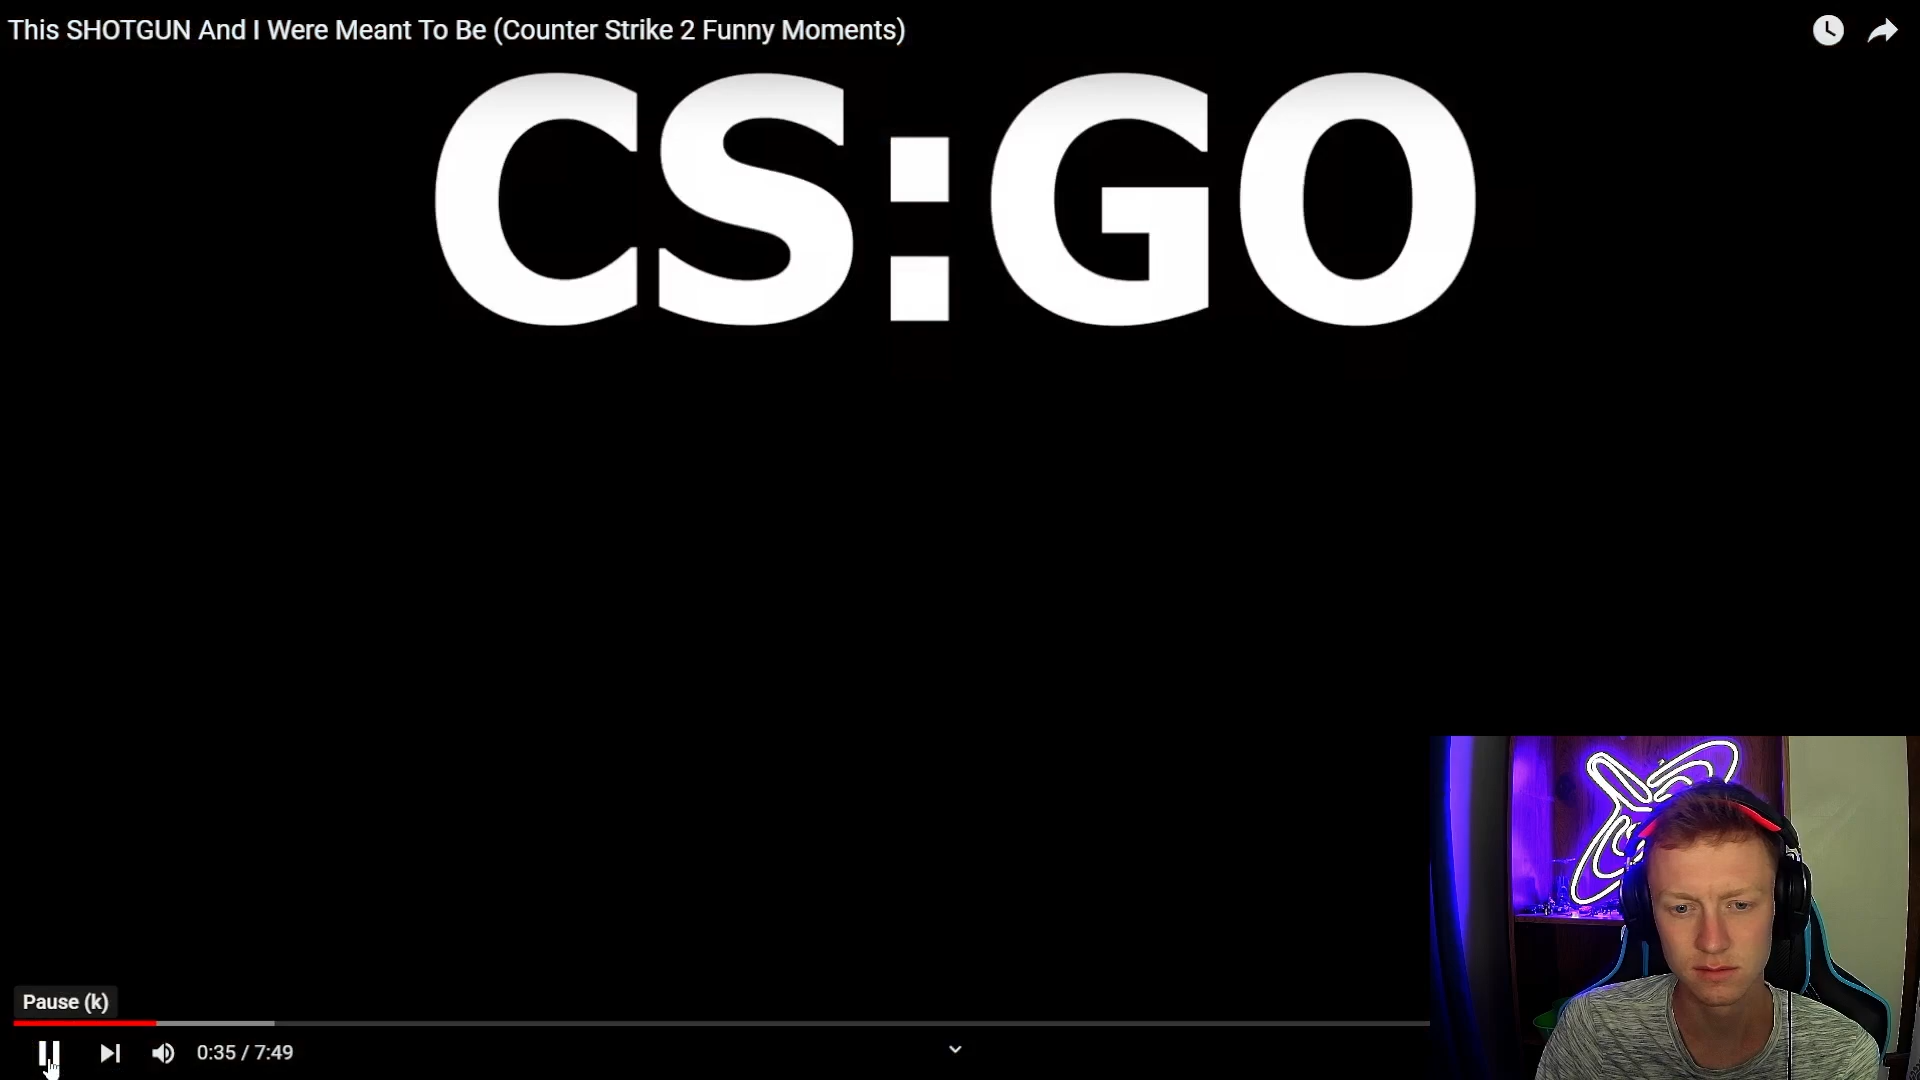 This SHOTGUN And I Were Meant To Be (Counter Strike 2 Funny Moments)
CS:GO
Pause (k)
0:35 / 7:49